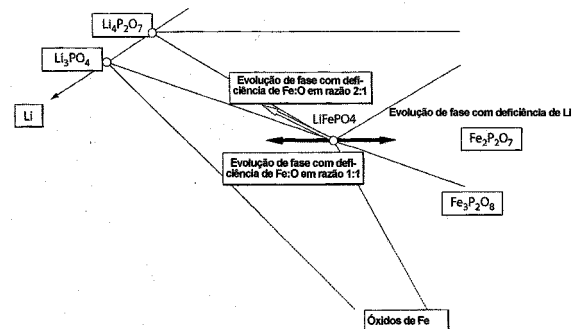 Li₄P₂O₇
Li₃PO₄
Li
Evolução de fase com defi-
ciência de Fe:O em razão 2:1
LiFePO4
Evolução de fase com deficiência de Li
Fe₂P₂O₇
Evolução de fase com defi-
ciência de Fe:O em razão 1:1
Fe₃P₂O₈
Óxidos de Fe